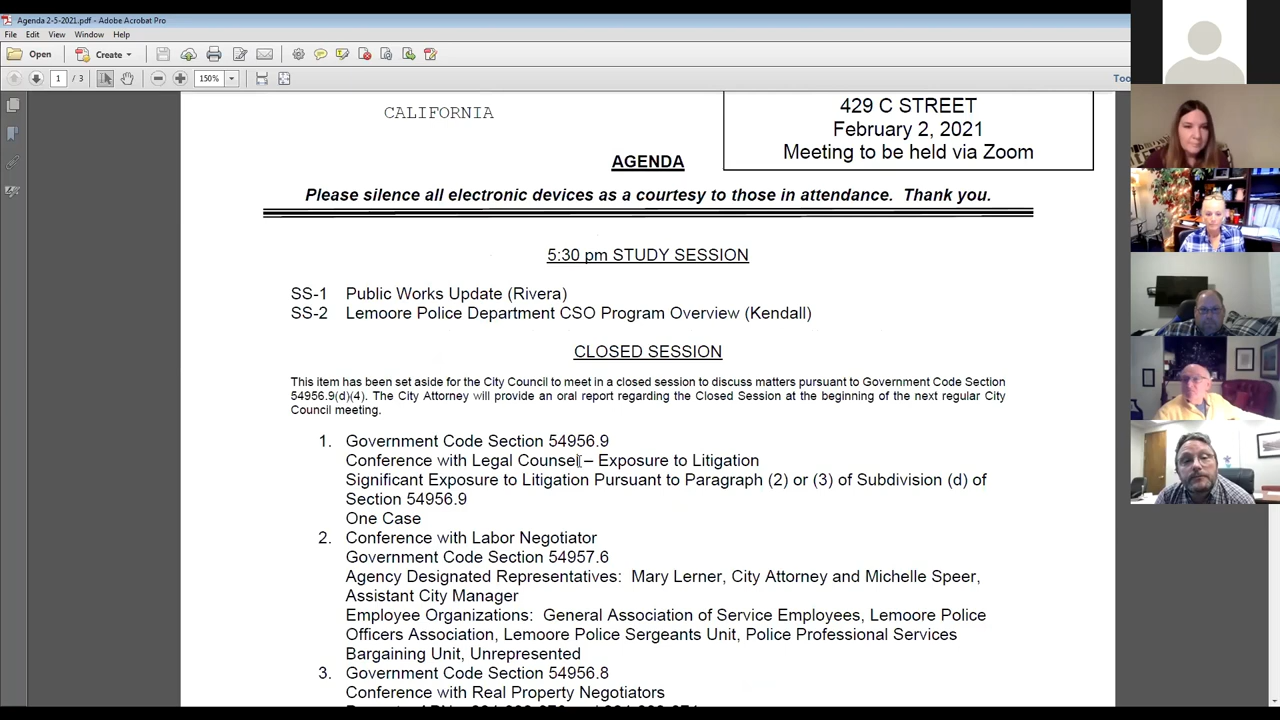 Agenda 2-5-2021.pdf - Adobe Acrobat Pro
File Edit View Window Help
Open Create
1 / 3 150% Too
CALIFORNIA
429 C STREET
February 2, 2021
Meeting to be held via Zoom
AGENDA
Please silence all electronic devices as a courtesy to those in attendance. Thank you.
5:30 pm STUDY SESSION
SS-1 Public Works Update (Rivera)
SS-2 Lemoore Police Department CSO Program Overview (Kendall)
CLOSED SESSION
This item has been set aside for the City Council to meet in a closed session to discuss matters pursuant to Government Code Section
54956.9(d)(4). The City Attorney will provide an oral report regarding the Closed Session at the beginning of the next regular City
Council meeting.
1. Government Code Section 54956.9
Conference with Legal Counsel – Exposure to Litigation
Significant Exposure to Litigation Pursuant to Paragraph (2) or (3) of Subdivision (d) of
Section 54956.9
One Case
2. Conference with Labor Negotiator
Government Code Section 54957.6
Agency Designated Representatives: Mary Lerner, City Attorney and Michelle Speer,
Assistant City Manager
Employee Organizations: General Association of Service Employees, Lemoore Police
Officers Association, Lemoore Police Sergeants Unit, Police Professional Services
Bargaining Unit, Unrepresented
3. Government Code Section 54956.8
Conference with Real Property Negotiators